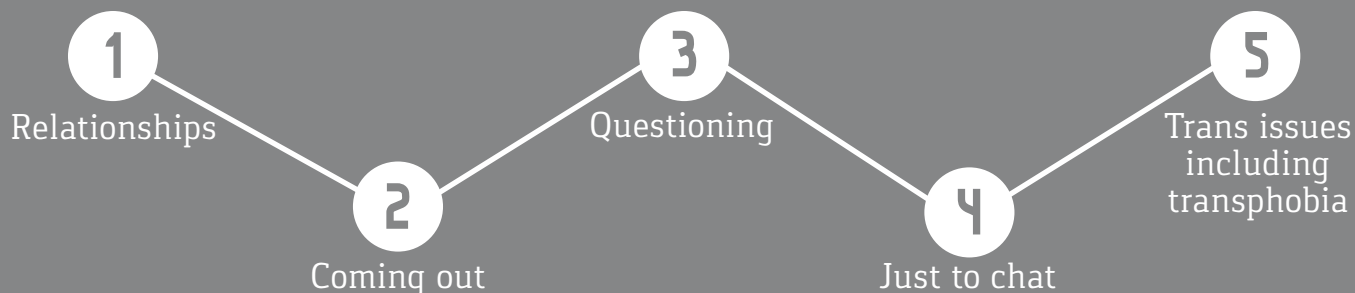 1
Relationships
2
Coming out
3
Questioning
4
Just to chat
5
Trans issues
including
transphobia